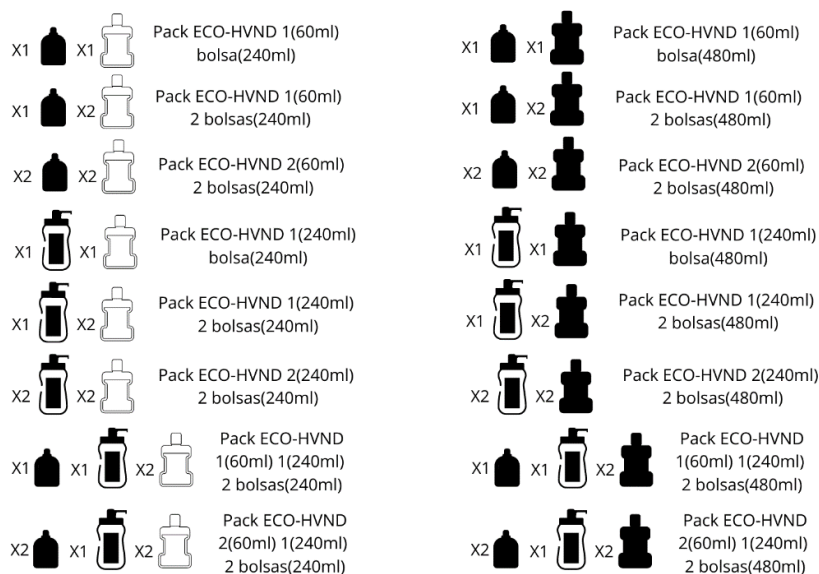 X1 X1 Pack ECO-HVND 1(60ml)
bolsa(240ml)
X1 X2 Pack ECO-HVND 1(60ml)
2 bolsas(240ml)
X2 X2 Pack ECO-HVND 2(60ml)
2 bolsas(240ml)
X1 X1 Pack ECO-HVND 1(240ml)
bolsa(240ml)
X1 X2 Pack ECO-HVND 1(240ml)
2 bolsas(240ml)
X2 X2 Pack ECO-HVND 2(240ml)
2 bolsas(240ml)
Pack ECO-HVND
X1 X1 X2 1(60ml) 1(240ml)
2 bolsas(240ml)
Pack ECO-HVND
X2 X1 X2 2(60ml) 1(240ml)
2 bolsas(240ml)
X1 X1 Pack ECO-HVND 1(60ml)
bolsa(480ml)
X1 X2 Pack ECO-HVND 1(60ml)
2 bolsas(480ml)
X2 X2 Pack ECO-HVND 2(60ml)
2 bolsas(480ml)
X1 X1 Pack ECO-HVND 1(240ml)
bolsa(480ml)
X1 X2 Pack ECO-HVND 1(240ml)
2 bolsas(480ml)
X2 X2 Pack ECO-HVND 2(240ml)
2 bolsas(480ml)
Pack ECO-HVND
X1 X1 X2 1(60ml) 1(240ml)
2 bolsas(480ml)
Pack ECO-HVND
X2 X1 X2 2(60ml) 1(240ml)
2 bolsas(480ml)